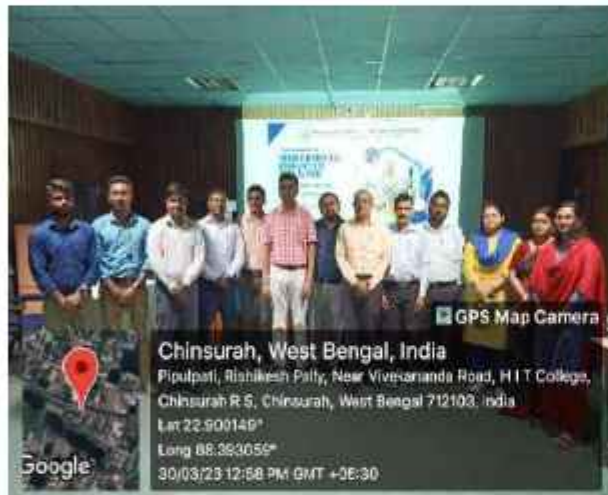 GPS Map Camera
Chinsurah, West Bengal, India
Pipulpati, Rishikesh Pally, Near Vivekananda Road, H I T College,
Chinsurah R S, Chinsurah, West Bengal 712103, India
Lat 22.900149°
Long 88.393059°
30/03/23 12:58 PM GMT +05:30
Google